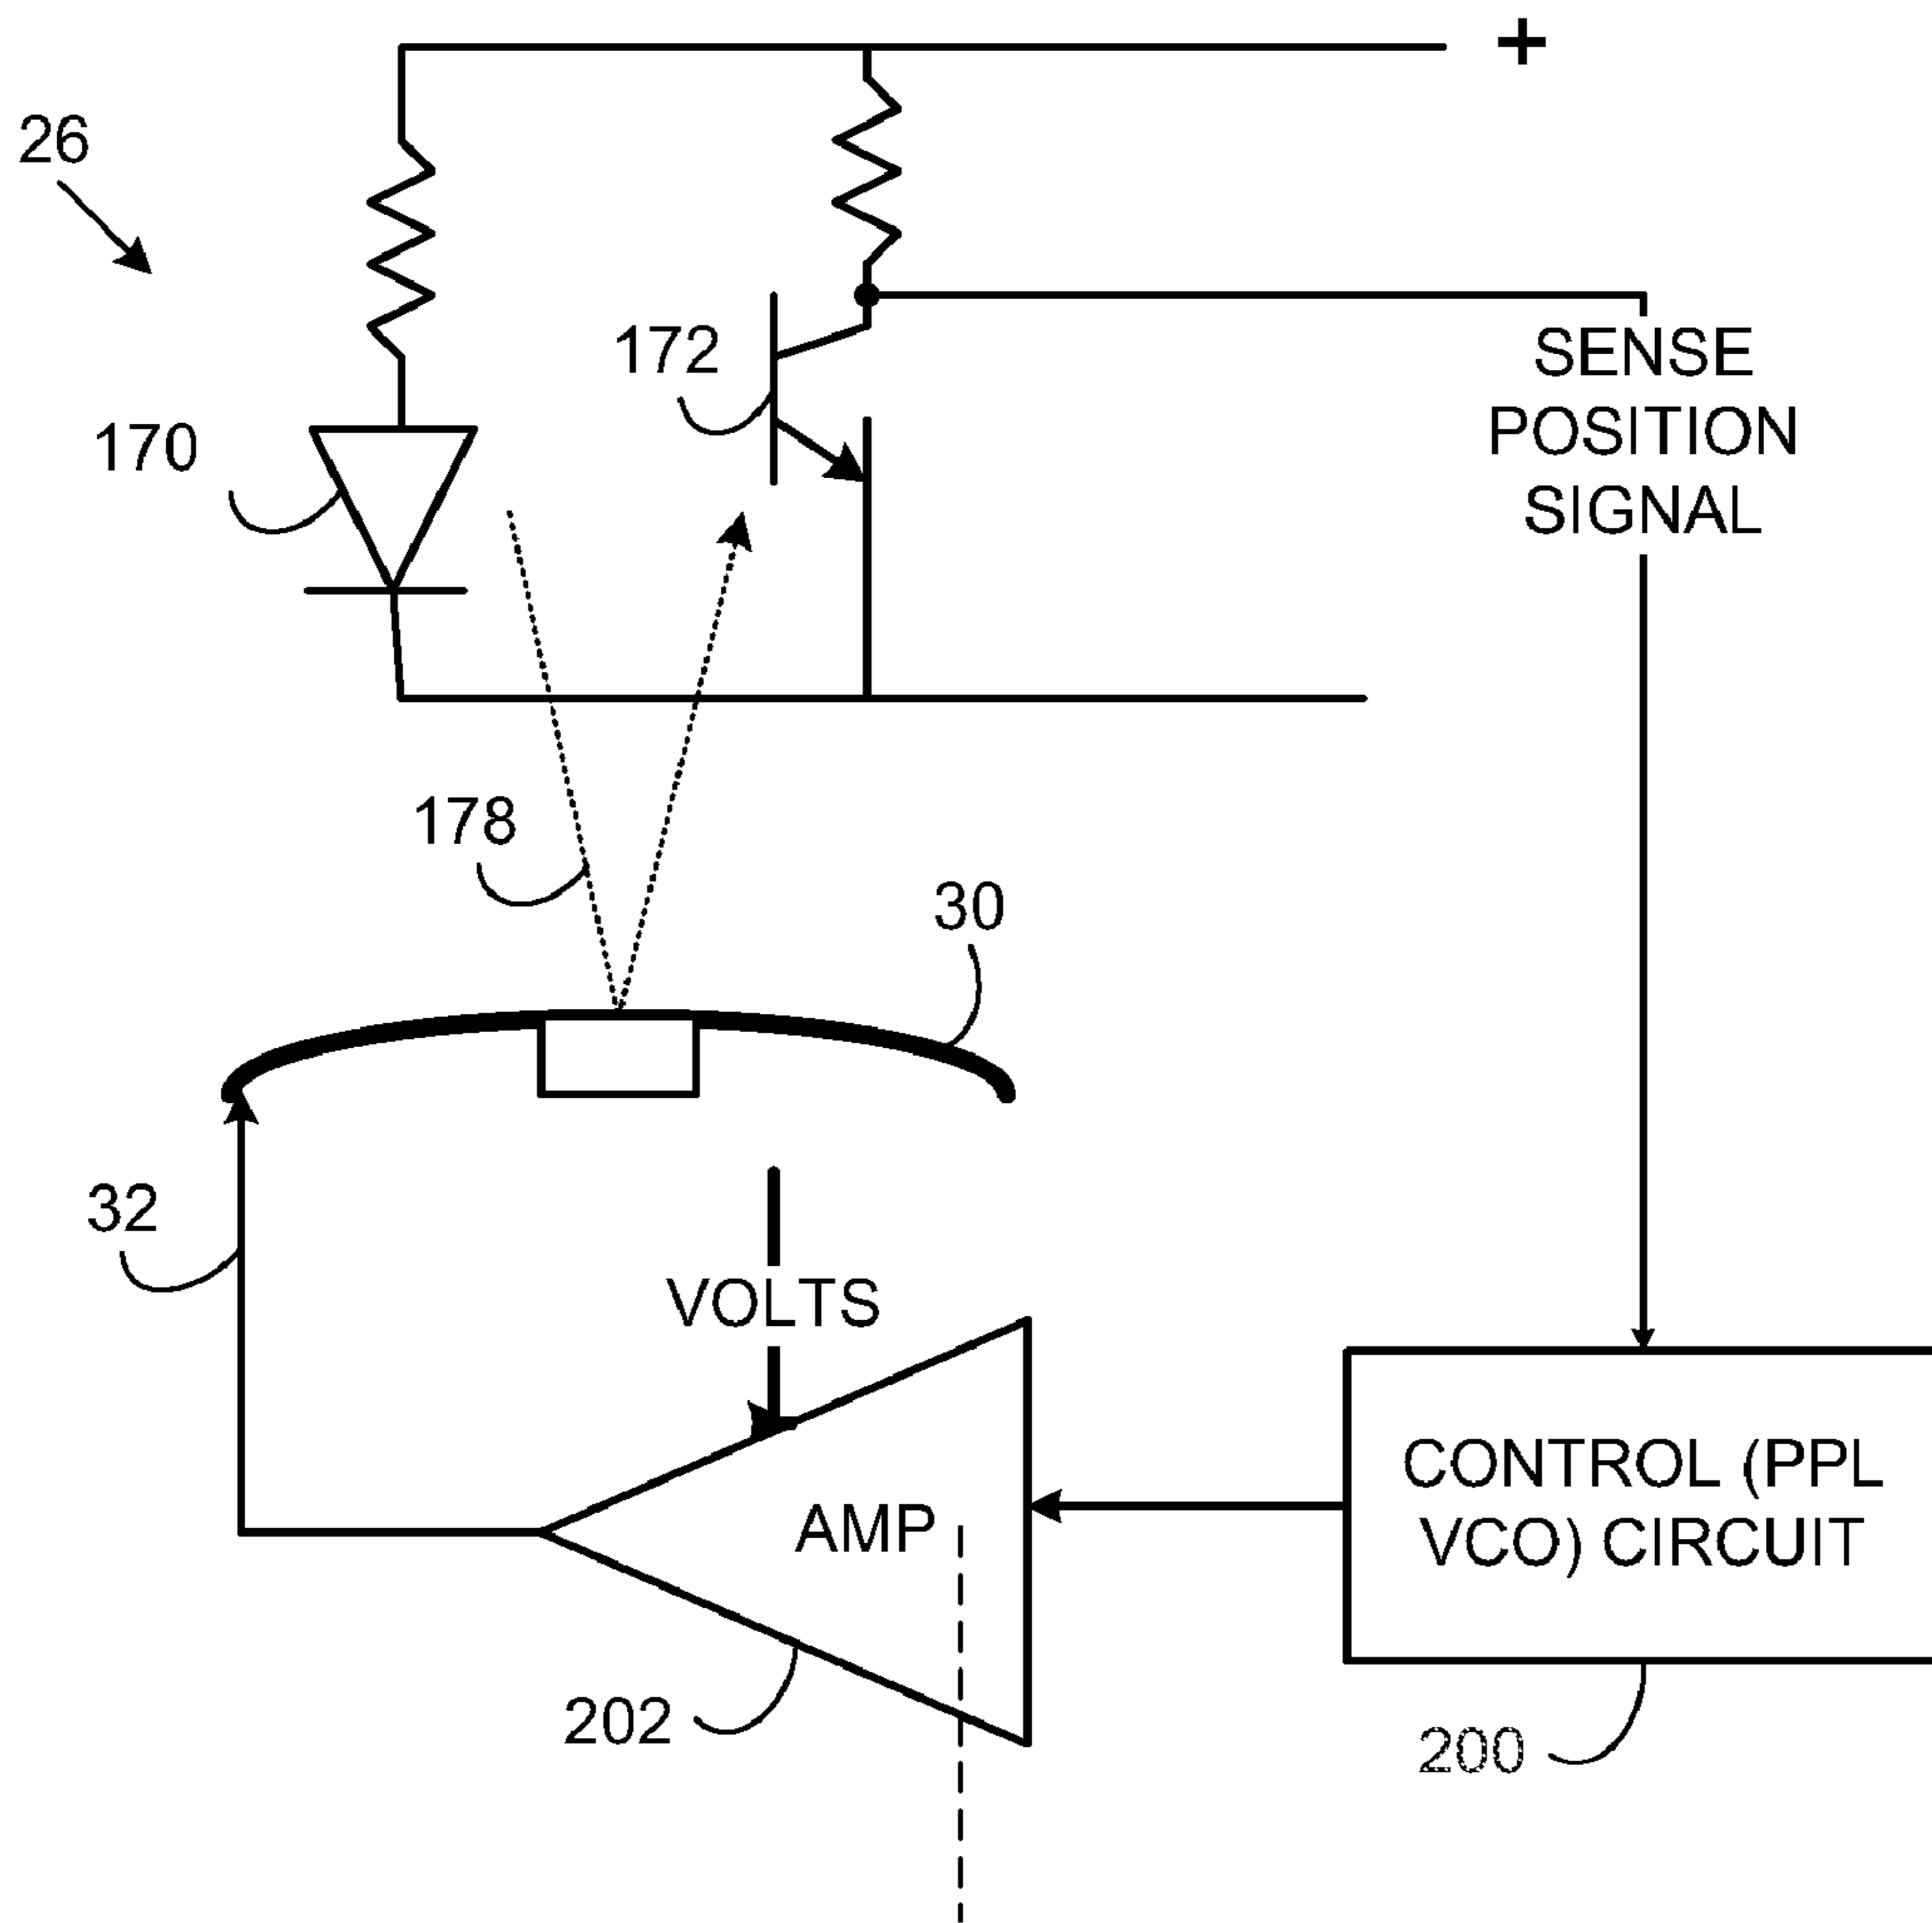 +
26
172
SENSE
POSITION
SIGNAL
170
178
30
32
VOLTS
AMP
CONTROL (PPL
VCO) CIRCUIT
202
200